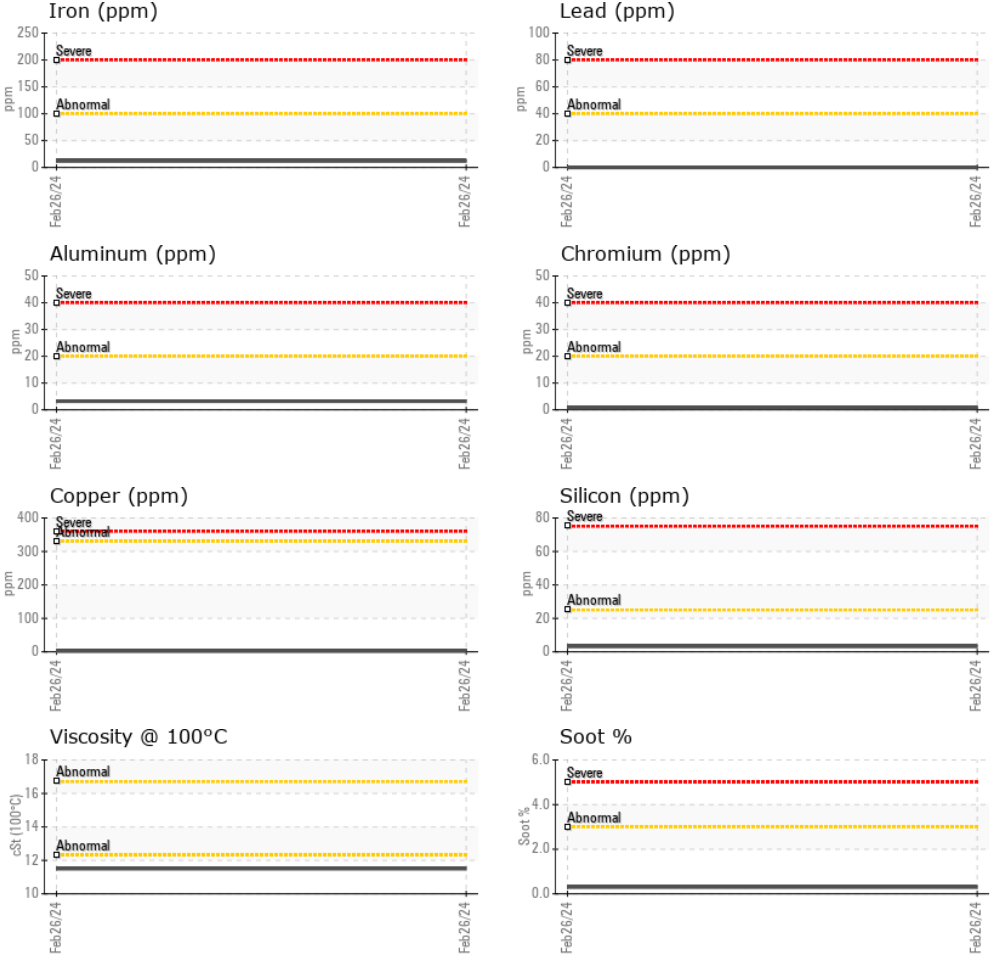 Iron (ppm)
250
200
150
100
50
0
ppm
Severe
Abnormal
Feb26/24
Feb26/24
Lead (ppm)
100
80
60
40
20
0
ppm
Severe
Abnormal
Feb26/24
Feb26/24
Aluminum (ppm)
50
40
30
20
10
0
ppm
Severe
Abnormal
Feb26/24
Feb26/24
Chromium (ppm)
50
40
30
20
10
0
ppm
Severe
Abnormal
Feb26/24
Feb26/24
Copper (ppm)
400
300
200
100
0
ppm
Severe
Abnormal
Feb26/24
Feb26/24
Silicon (ppm)
80
60
40
20
0
ppm
Severe
Abnormal
Feb26/24
Feb26/24
Viscosity @ 100°C
18
16
14
12
10
cSt (100°C)
Abnormal
Abnormal
Feb26/24
Feb26/24
Soot %
6.0
4.0
2.0
0.0
Soot %
Severe
Abnormal
Feb26/24
Feb26/24